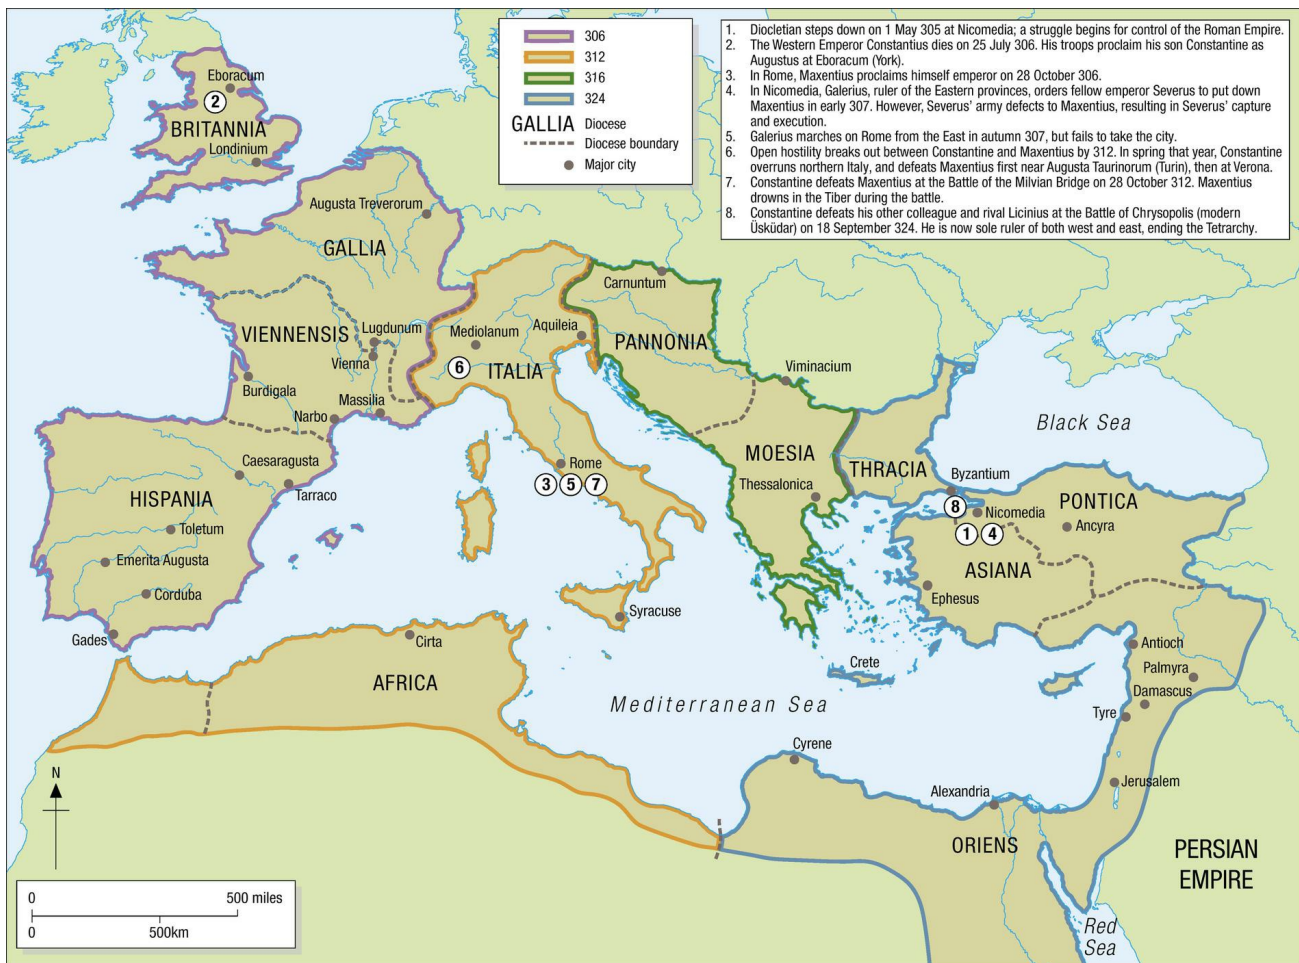 306
312
316
324
GALLIA Diocese
Diocese boundary
Major city
1. Diocletian steps down on 1 May 305 at Nicomedia; a struggle begins for control of the Roman Empire.
2. The Western Emperor Constantius dies on 25 July 306. His troops proclaim his son Constantine as
Augustus at Eboracum (York).
3. In Rome, Maxentius proclaims himself emperor on 28 October 306.
4. In Nicomedia, Galerius, ruler of the Eastern provinces, orders fellow emperor Severus to put down
Maxentius in early 307. However, Severus' army defects to Maxentius, resulting in Severus' capture
and execution.
5. Galerius marches on Rome from the East in autumn 307, but fails to take the city.
6. Open hostility breaks out between Constantine and Maxentius by 312. In spring that year, Constantine
overruns northern Italy, and defeats Maxentius first near Augusta Taurinorum (Turin), then at Verona.
7. Constantine defeats Maxentius at the Battle of the Milvian Bridge on 28 October 312. Maxentius
drowns in the Tiber during the battle.
8. Constantine defeats his other colleague and rival Licinius at the Battle of Chrysopolis (modern
Üsküdar) on 18 September 324. He is now sole ruler of both west and east, ending the Tetrarchy.
Eboracum
2
BRITANNIA
Londinium
Augusta Treverorum
GALLIA
Carnuntum
VIENNENSIS
Lugdunum
Mediolanum
Aquileia
PANNONIA
Vienna
6
ITALIA
Viminacium
Burdigala
Massilia
Narbo
Black Sea
Caesaragusta
Rome
MOESIA
THRACIA
Byzantium
3 5 7
Thessalonica
HISPANIA
Tarraco
PONTICA
8
Nicomedia
Toletum
Ancyra
1 4
Emerita Augusta
ASIANA
Corduba
Ephesus
Syracuse
Gades
Cirta
Antioch
Crete
Palmyra
AFRICA
Damascus
Mediterranean Sea
Tyre
Cyrene
N
Jerusalem
Alexandria
ORIENS
PERSIAN
EMPIRE
0 500 miles
0 500km
Red
Sea